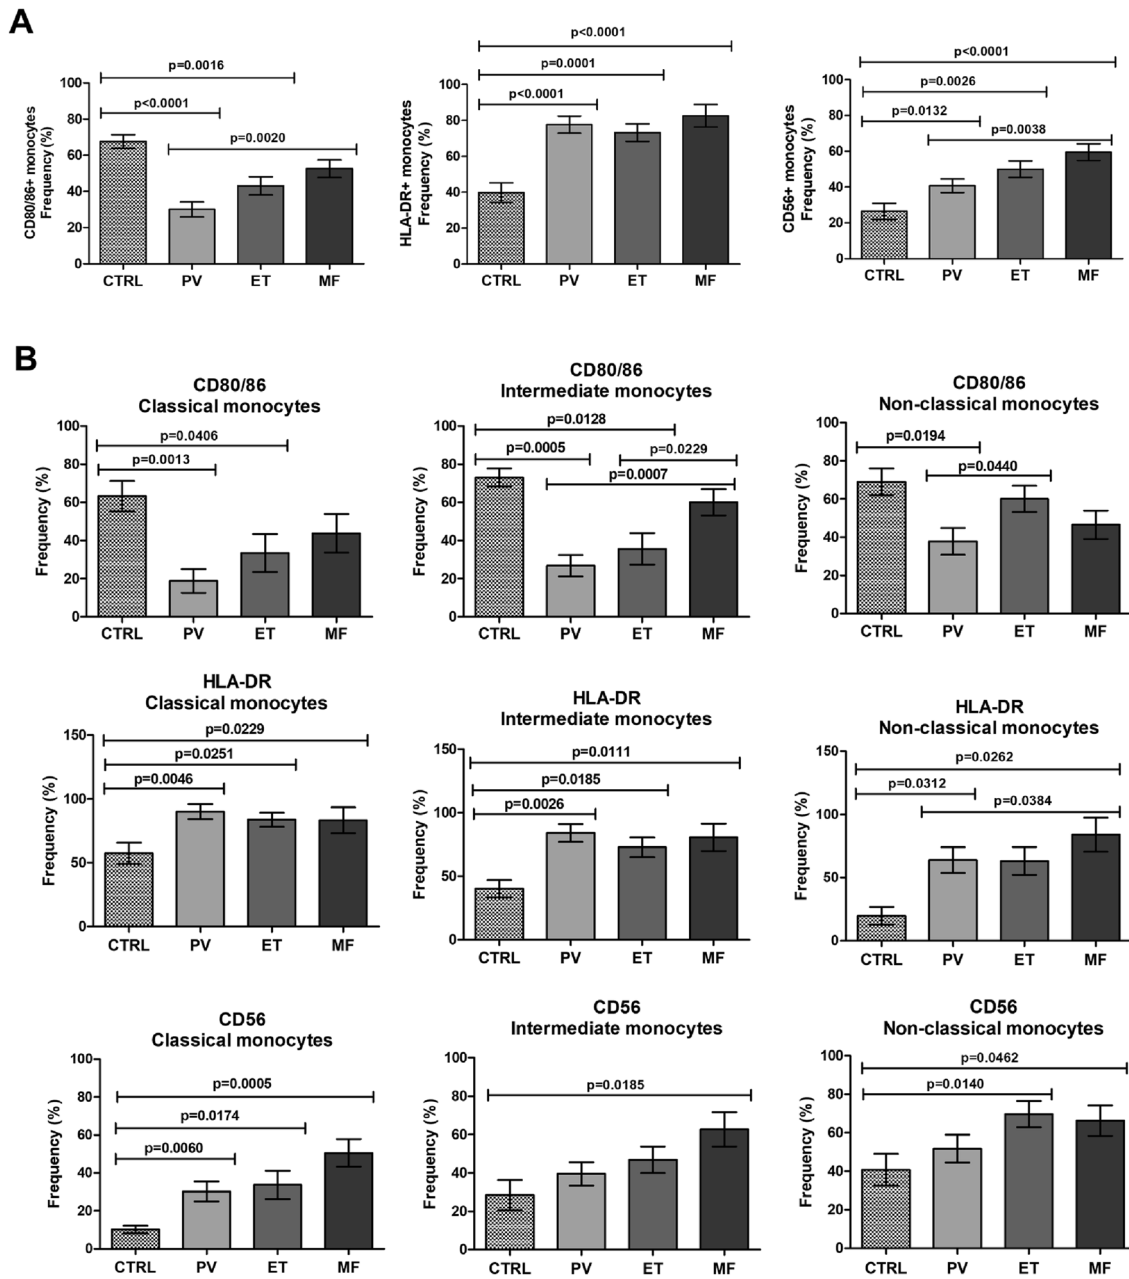 A
CD80/86+ monocytes
Frequency (%)
100
80
60
40
20
0
p=0.0016
p<0.0001
p=0.0020
CTRL PV ET MF
HLA-DR+ monocytes
Frequency (%)
100
80
60
40
20
0
p<0.0001
p=0.0001
p<0.0001
CTRL PV ET MF
CD56+ monocytes
Frequency (%)
100
80
60
40
20
0
p<0.0001
p=0.0026
p=0.0132
p=0.0038
CTRL PV ET MF
B
CD80/86
Classical monocytes
Frequency (%)
100
80
60
40
20
0
p=0.0406
p=0.0013
CTRL PV ET MF
CD80/86
Intermediate monocytes
Frequency (%)
100
80
60
40
20
0
p=0.0128
p=0.0005
p=0.0229
p=0.0007
CTRL PV ET MF
CD80/86
Non-classical monocytes
Frequency (%)
100
80
60
40
20
0
p=0.0194
p=0.0440
CTRL PV ET MF
HLA-DR
Classical monocytes
Frequency (%)
150
100
50
0
p=0.0229
p=0.0251
p=0.0046
CTRL PV ET MF
HLA-DR
Intermediate monocytes
Frequency (%)
150
100
50
0
p=0.0111
p=0.0185
p=0.0026
CTRL PV ET MF
HLA-DR
Non-classical monocytes
Frequency (%)
150
100
50
0
p=0.0262
p=0.0312
p=0.0384
CTRL PV ET MF
CD56
Classical monocytes
Frequency (%)
100
80
60
40
20
0
p=0.0005
p=0.0174
p=0.0060
CTRL PV ET MF
CD56
Intermediate monocytes
Frequency (%)
100
80
60
40
20
0
p=0.0185
CTRL PV ET MF
CD56
Non-classical monocytes
Frequency (%)
100
80
60
40
20
0
p=0.0462
p=0.0140
CTRL PV ET MF